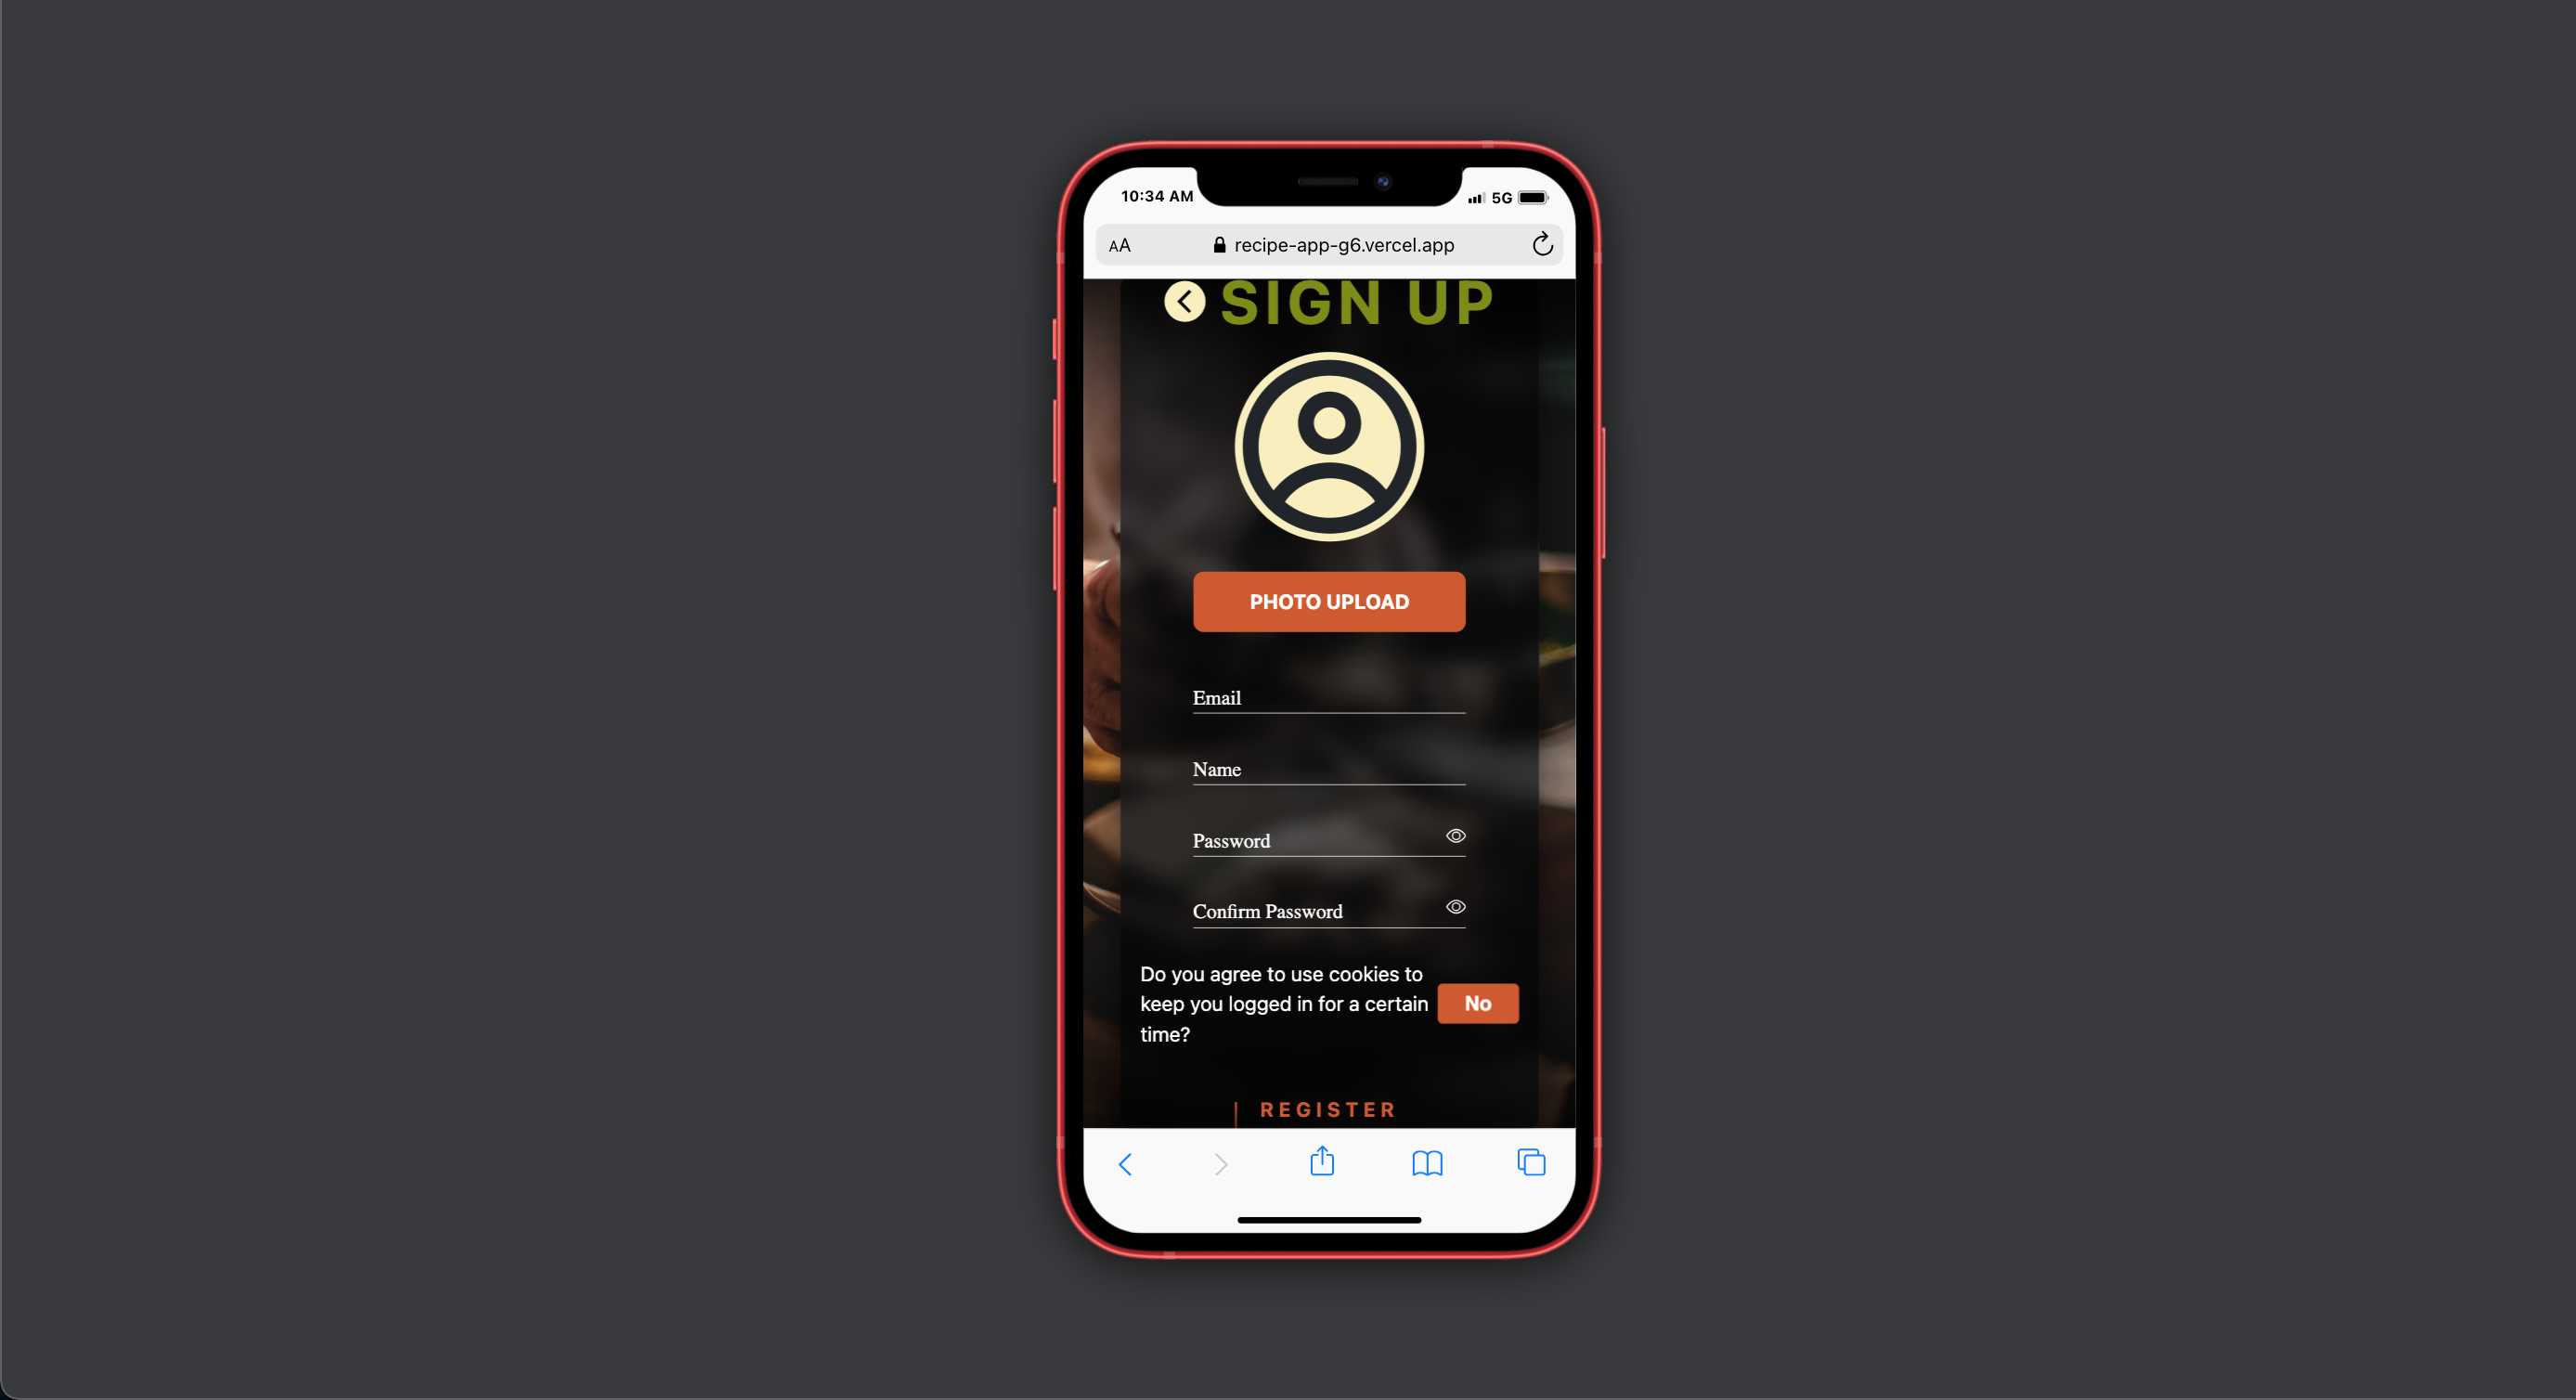 10:34 AM
5G
AA
recipe-app-g6.vercel.app
SIGN UP
PHOTO UPLOAD
Email
Name
Password
Confirm Password
Do you agree to use cookies to
keep you logged in for a certain
time?
No
REGISTER